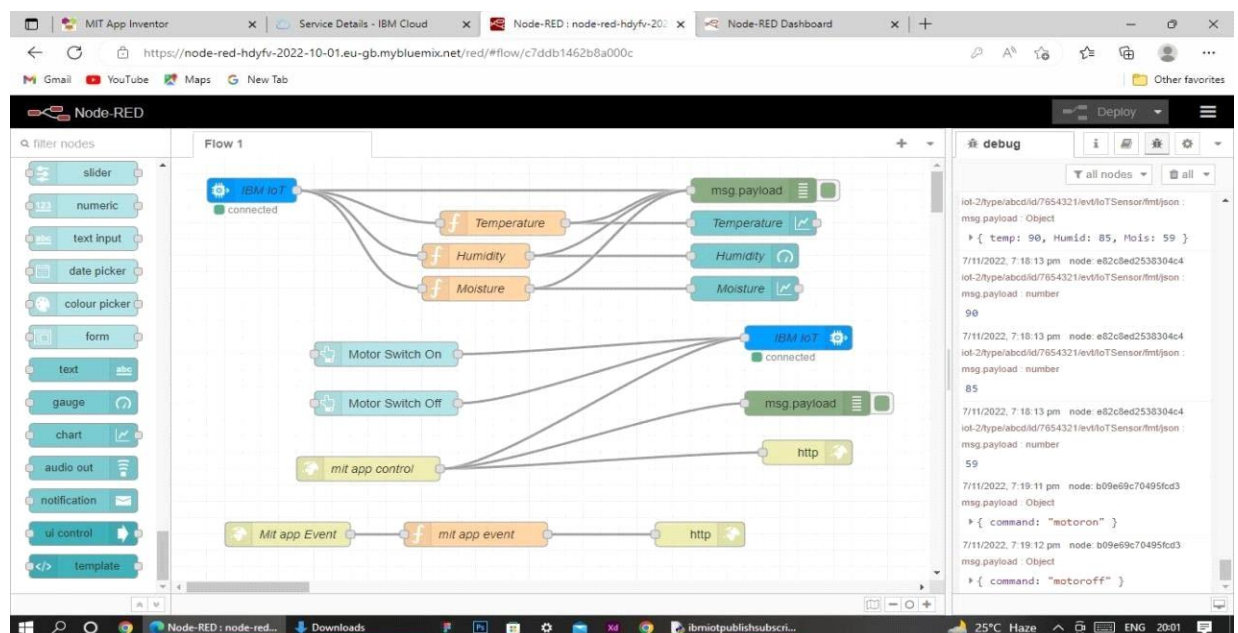 MIT App Inventor
Service Details - IBM Cloud
Node-RED : node-red-hdyfv-202
Node-RED Dashboard
https://node-red-hdyfv-2022-10-01.eu-gb.mybluemix.net/red/#flow/c7ddb1462b8a000c
Gmail YouTube Maps New Tab
Other favorites
Node-RED
Deploy
filter nodes
slider
numeric
text input
date picker
colour picker
form
text
gauge
chart
audio out
notification
ui control
template
Flow 1
IBM IoT
connected
Temperature
Humidity
Moisture
msg.payload
Temperature
Humidity
Moisture
Motor Switch On
Motor Switch Off
IBM IoT
connected
msg.payload
mit app control
http
Mit app Event
mit app event
http
debug
all nodes
all
iot-2/type/abcd/id/7654321/evt/IoTSensor/fmt/json :
msg.payload : Object
{ temp: 90, Humid: 85, Mois: 59 }
7/11/2022, 7:18:13 pm node: e82c8ed2538304c4
iot-2/type/abcd/id/7654321/evt/IoTSensor/fmt/json :
msg.payload : number
90
7/11/2022, 7:18:13 pm node: e82c8ed2538304c4
iot-2/type/abcd/id/7654321/evt/IoTSensor/fmt/json :
msg.payload : number
85
7/11/2022, 7:18:13 pm node: e82c8ed2538304c4
iot-2/type/abcd/id/7654321/evt/IoTSensor/fmt/json :
msg.payload : number
59
7/11/2022, 7:19:11 pm node: b09e69c70495fcd3
msg.payload : Object
{ command: "motoron" }
7/11/2022, 7:19:12 pm node: b09e69c70495fcd3
msg.payload : Object
{ command: "motoroff" }
Node-RED : node-red...
Downloads
ibmiotpublishsubscri...
25°C Haze
ENG
20:01